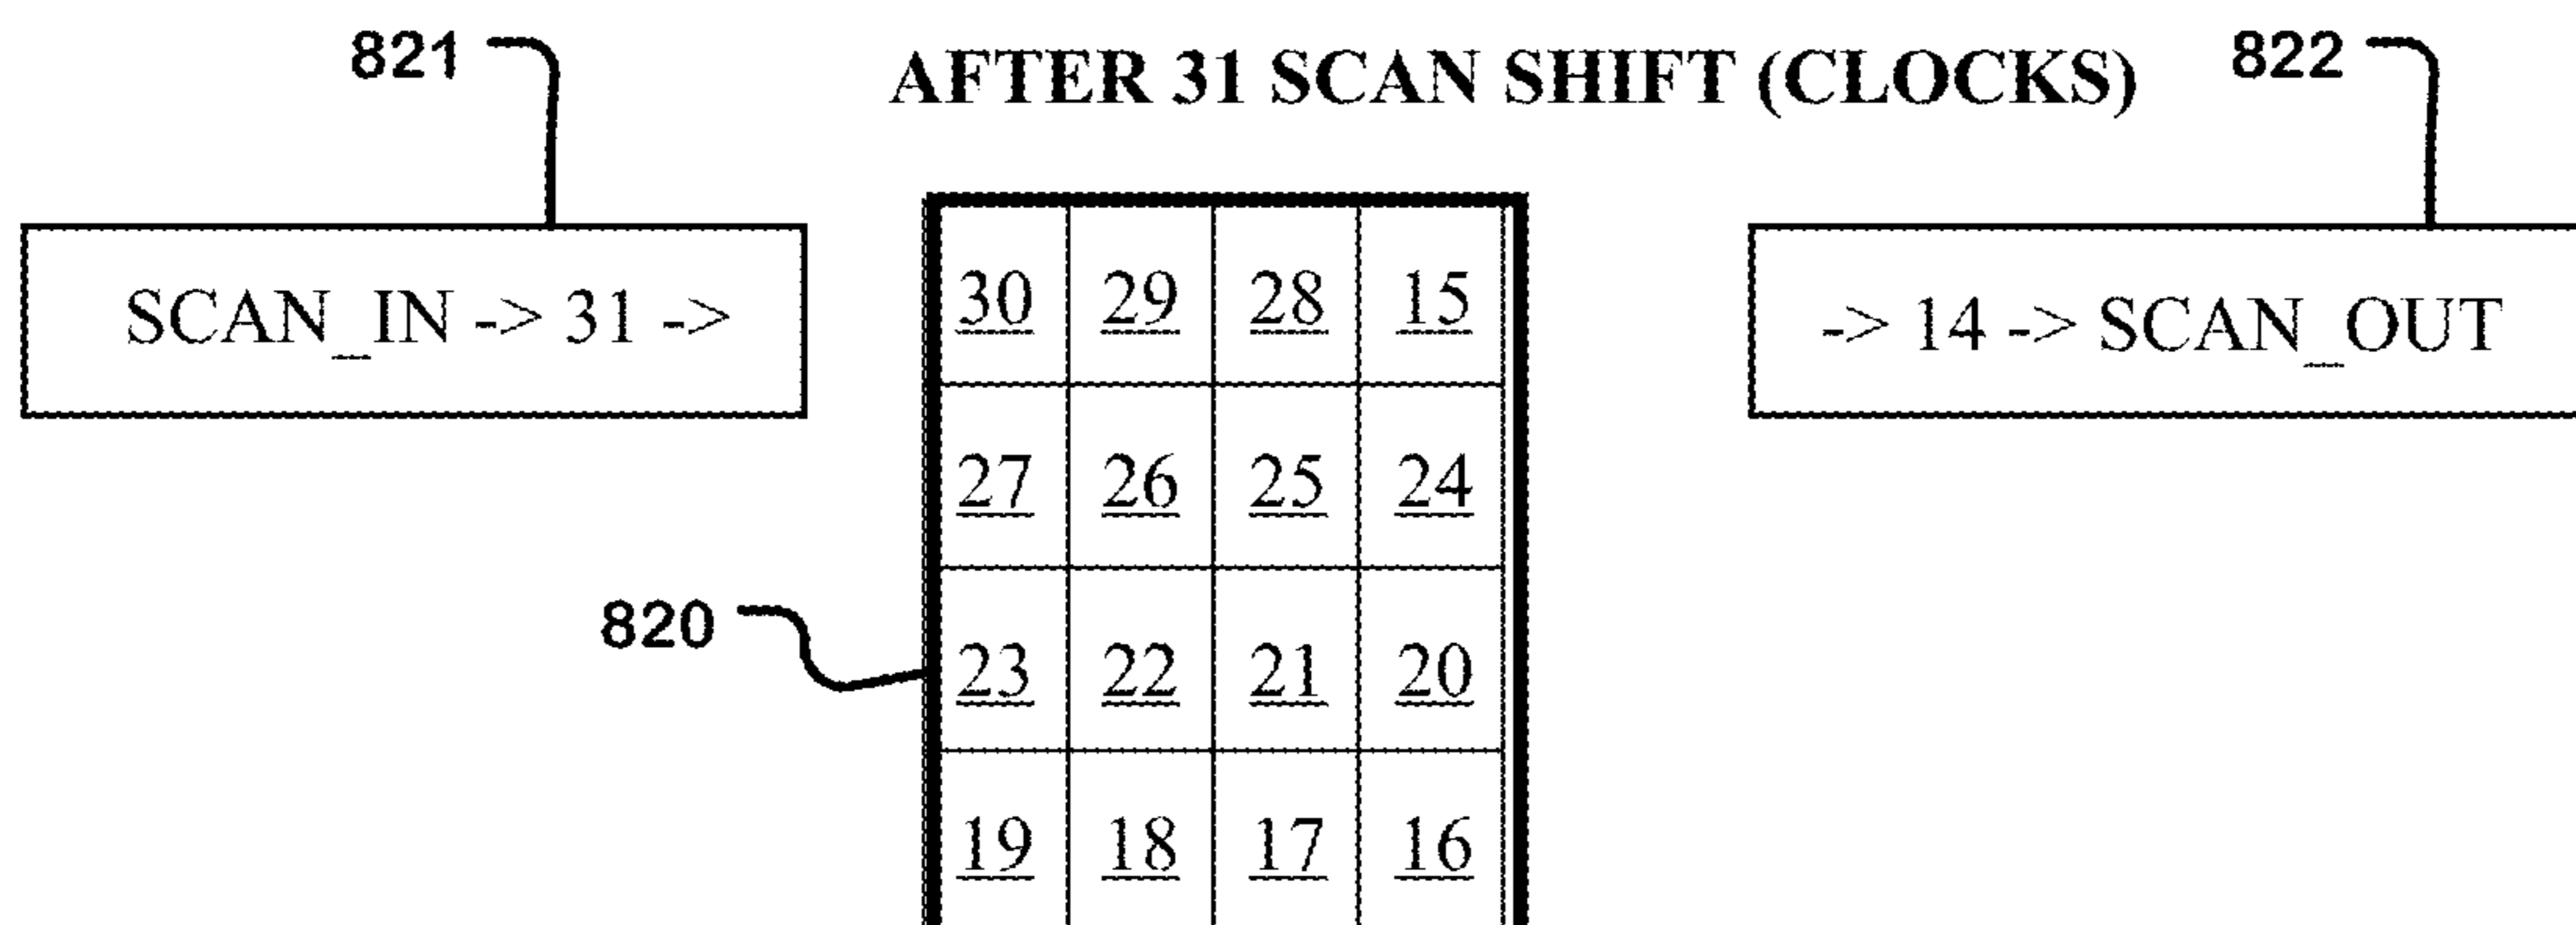 821
AFTER 31 SCAN SHIFT (CLOCKS)
822
SCAN_IN -> 31 ->
30 29 28 15
-> 14 -> SCAN_OUT
27 26 25 24
820
23 22 21 20
19 18 17 16